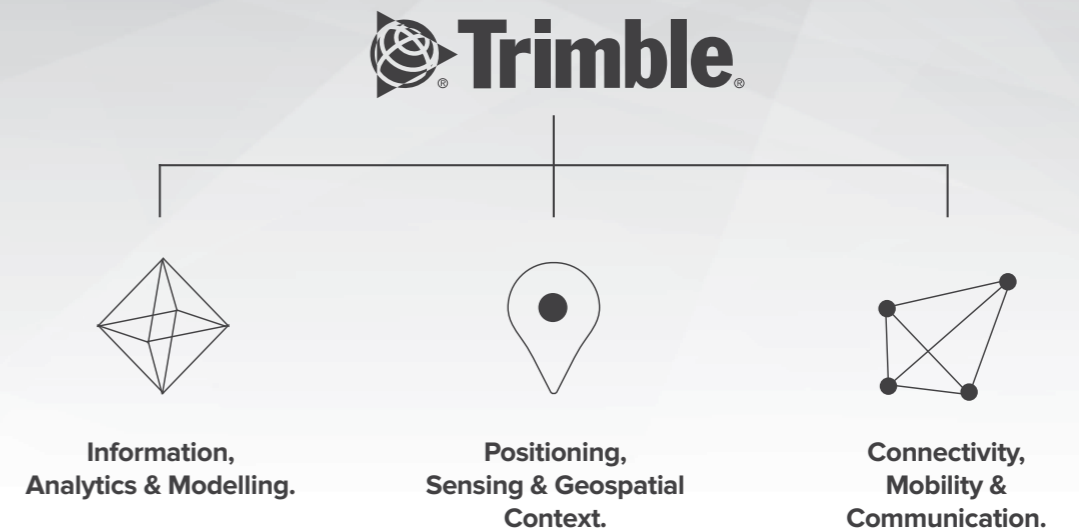 Trimble®
Information,
Analytics & Modelling.
Positioning,
Sensing & Geospatial
Context.
Connectivity,
Mobility &
Communication.